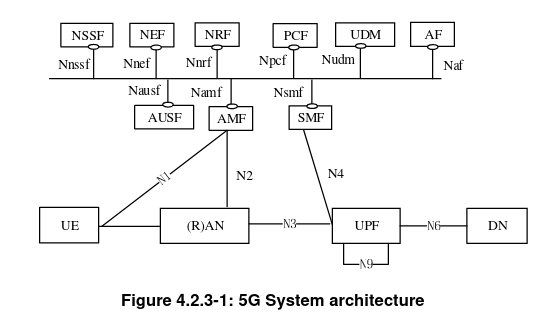 NSSF NEF NRF PCF UDM AF
Nnssf Nnef Nnrf Npcf Nudm Naf
Nausf Namf Nsmf
AUSF AMF SMF
N1 N2 N4
UE (R)AN N3 UPF N6 DN
N9
Figure 4.2.3-1: 5G System architecture